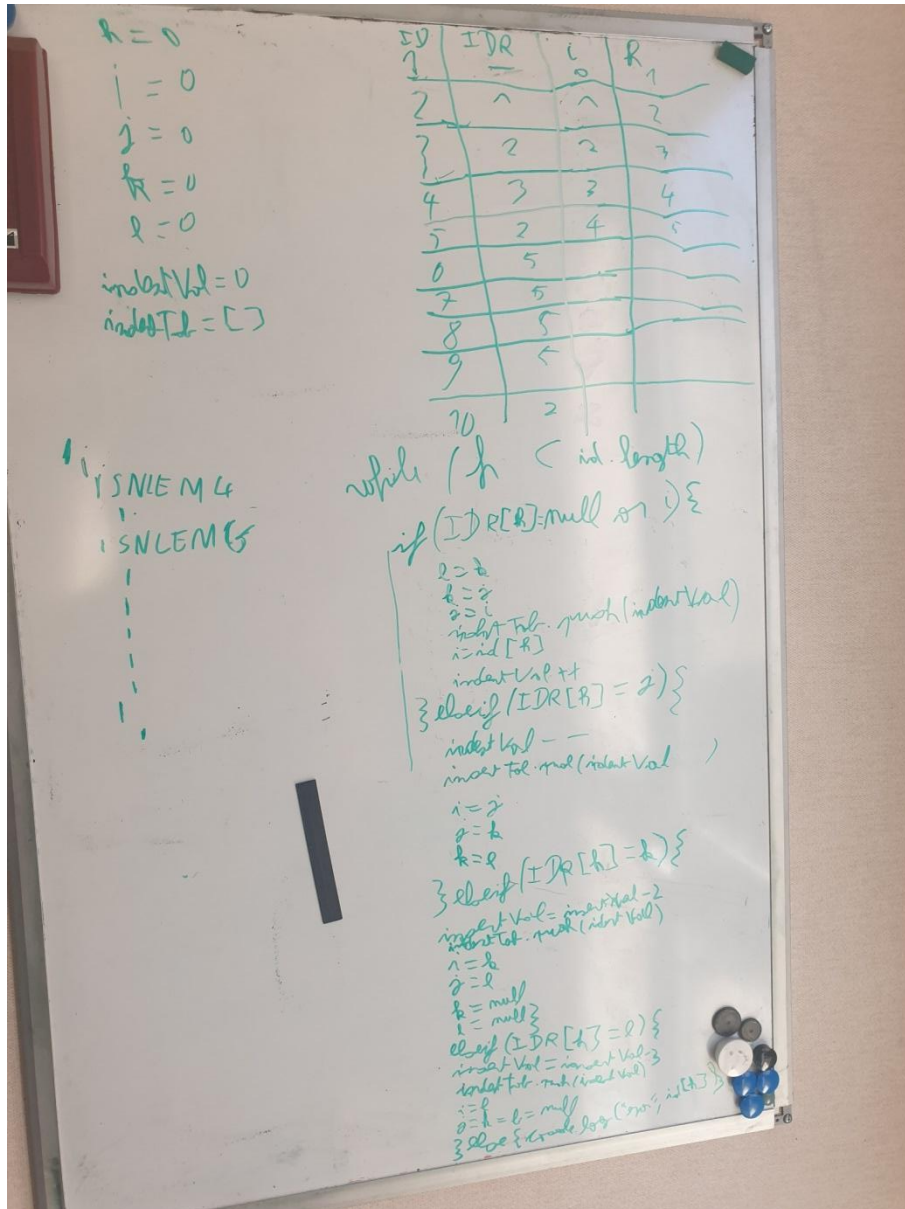 h = 0
i = 0
j = 0
k = 0
l = 0
indentVal = 0
indentTab = []
ID IDR i h
1 — 0 1
2 1 1 2
3 2 2 3
4 3 3 4
5 2 4 5
6 5
7 5
8 5
9 5
10 2
SNLEM4
SNLEM5
while (h < id.length)
if (IDR[h]=null or i){
l = k
k = j
j = i
indentTab.push(indentVal)
i = id[h]
indentVal++
}elseif(IDR[h] = j){
indentVal --
indentTab.push(indentVal )
i = j
j = k
k = l
}elseif(IDR[h] = k){
indentVal = indentVal-2
indentTab.push(indentVal)
i = k
j = l
k = null
l = null}
elseif(IDR[h] = l){
indentVal = indentVal-3
indentTab.push(indentVal)
i = l
j = k = l = null
}else{console.log( id[h]